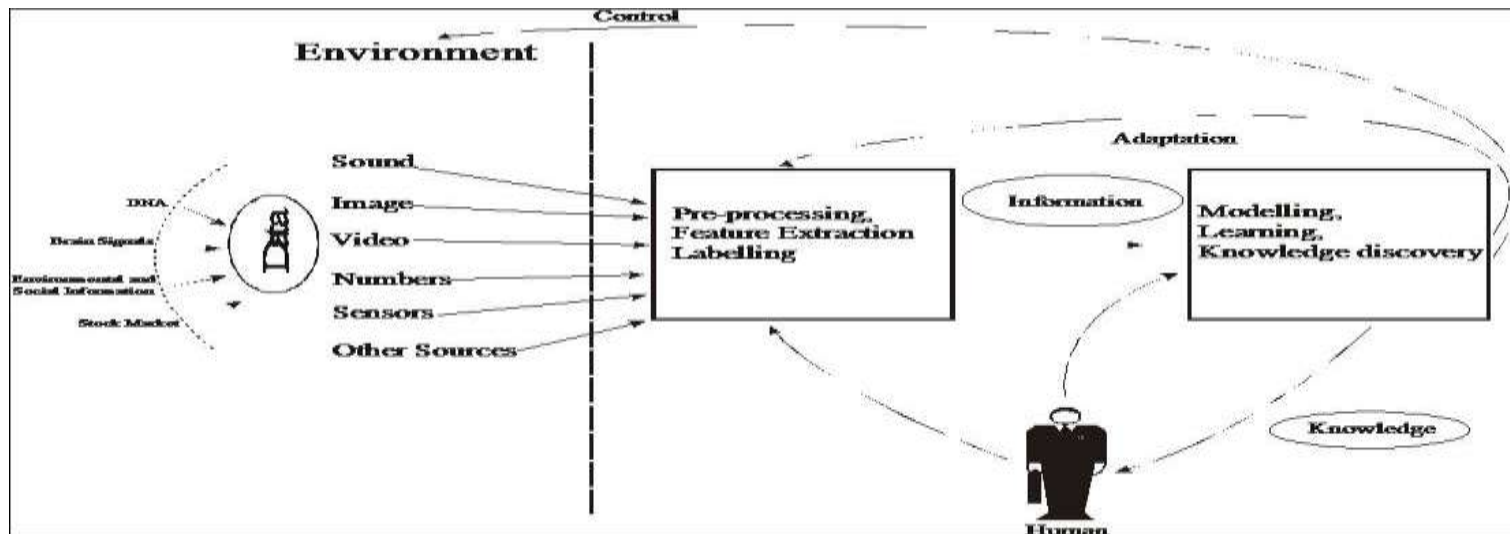 Control
Environment
Adaptation
Sound
Image
Video
Numbers
Sensors
Other Sources
DNA
Brain Signals
Environmental and
Social Information
Stock Market
Data
Pre-processing,
Feature Extraction
Labelling
Information
Modelling,
Learning,
Knowledge discovery
Knowledge
Human